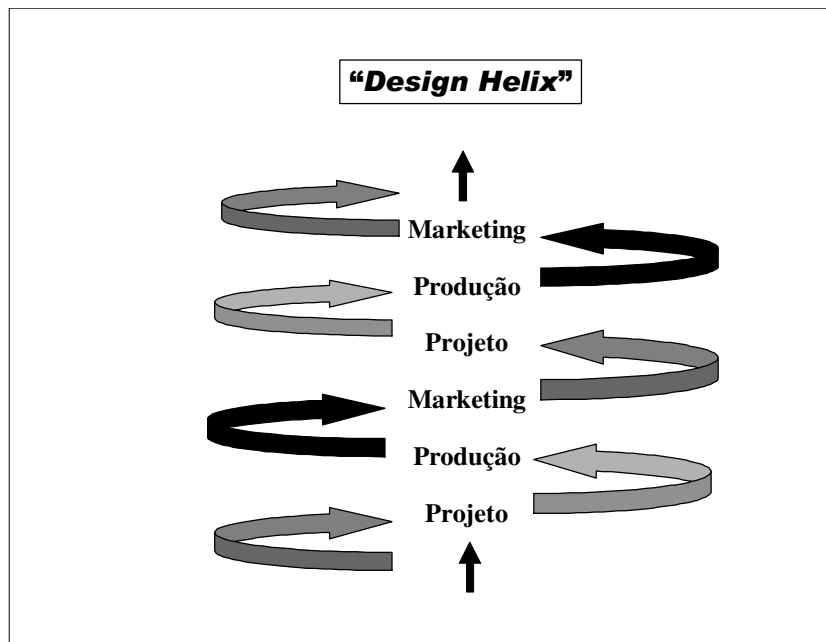 “Design Helix”
Marketing
Produção
Projeto
Marketing
Produção
Projeto